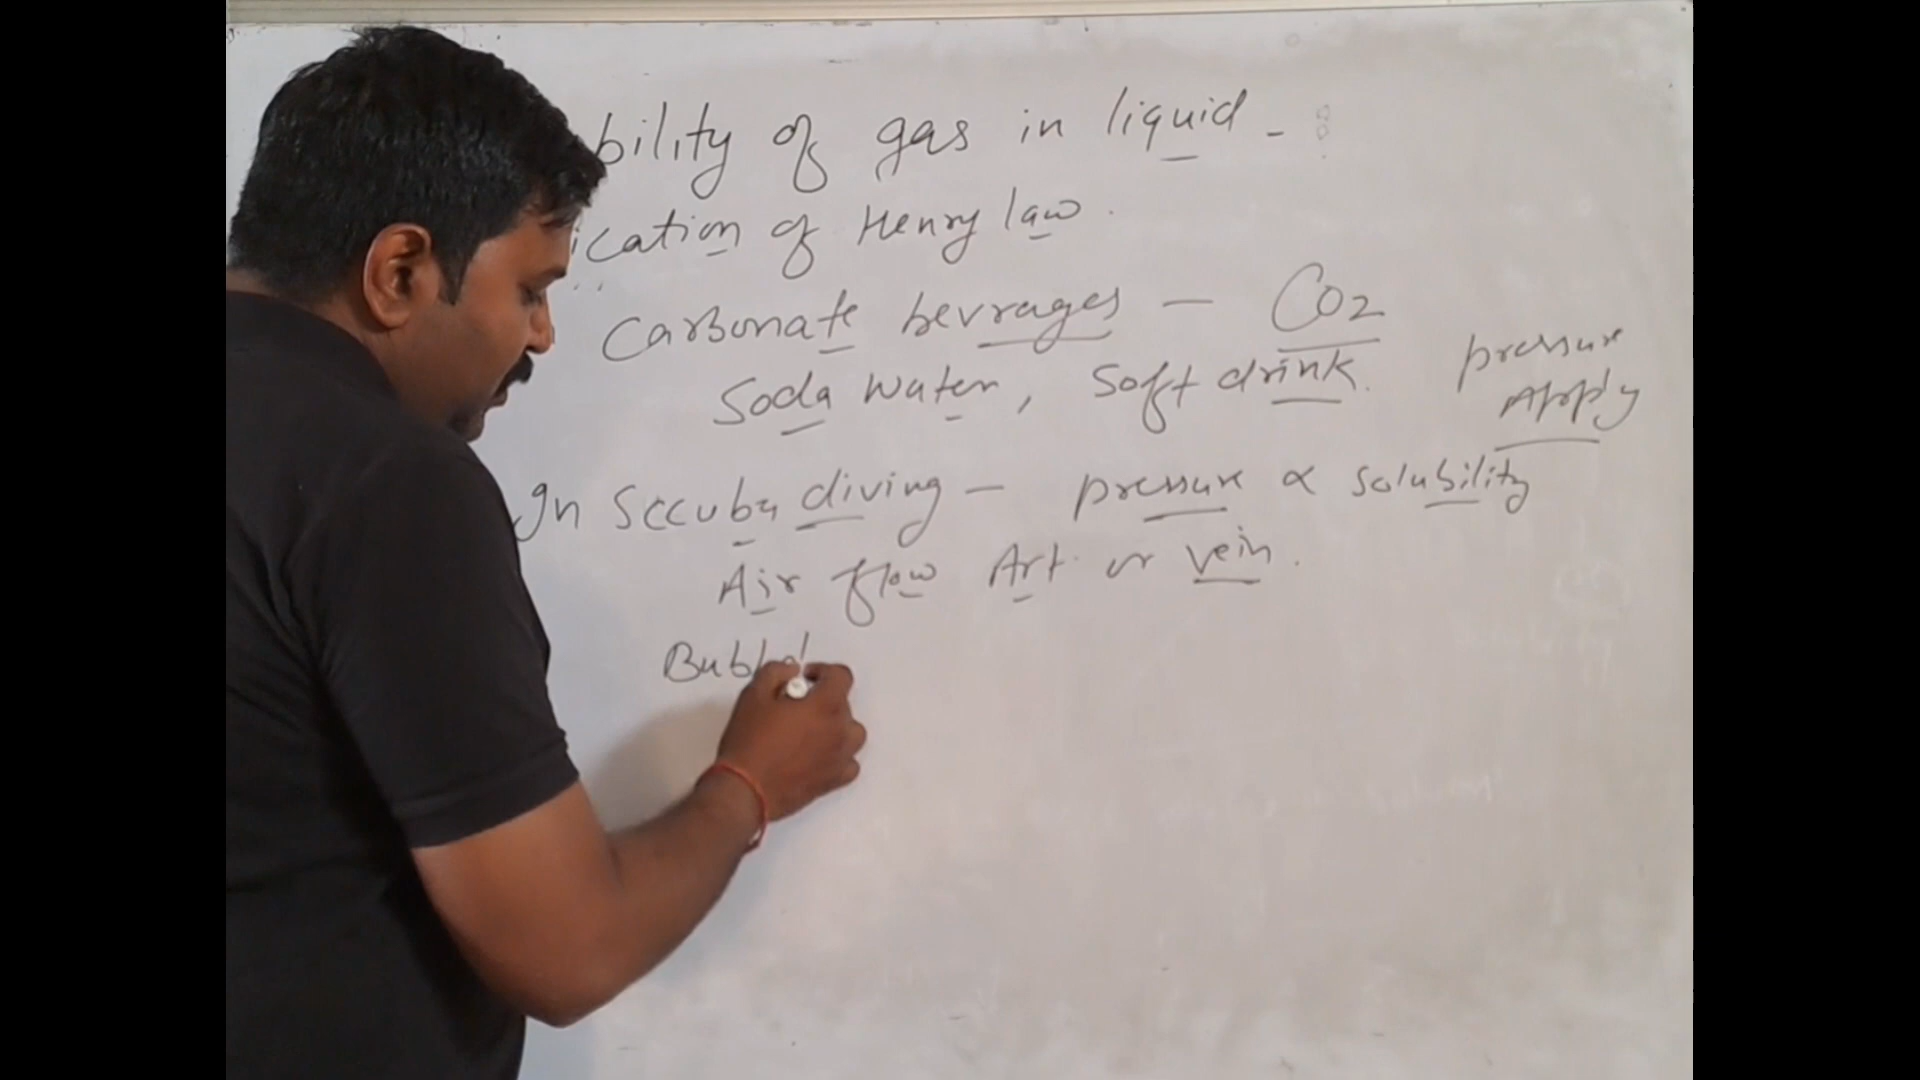 bility of gas in liquid -
ication of Henry law.
Carbonate bevrages — CO2
Soda Water, Soft drink.
pressure
Apply
In Sccuba diving — pressure ∝ solubility
Air flow Art. or vein.
Bubbl